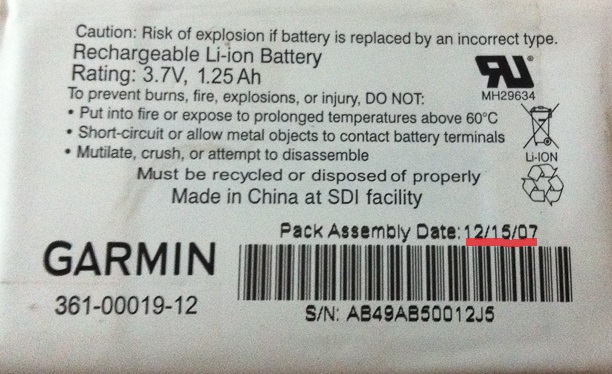 Caution: Risk of explosion if battery is replaced by an incorrect type.
Rechargeable Li-ion Battery
Rating: 3.7V, 1.25 Ah
To prevent burns, fire, explosions, or injury, DO NOT:
• Put into fire or expose to prolonged temperatures above 60°C
• Short-circuit or allow metal objects to contact battery terminals
• Mutilate, crush, or attempt to disassemble
Must be recycled or disposed of properly
Made in China at SDI facility
RU®
MH29634
LI-ION
Pack Assembly Date: 12/15/07
GARMIN
361-00019-12
S/N: AB49AB50012J5